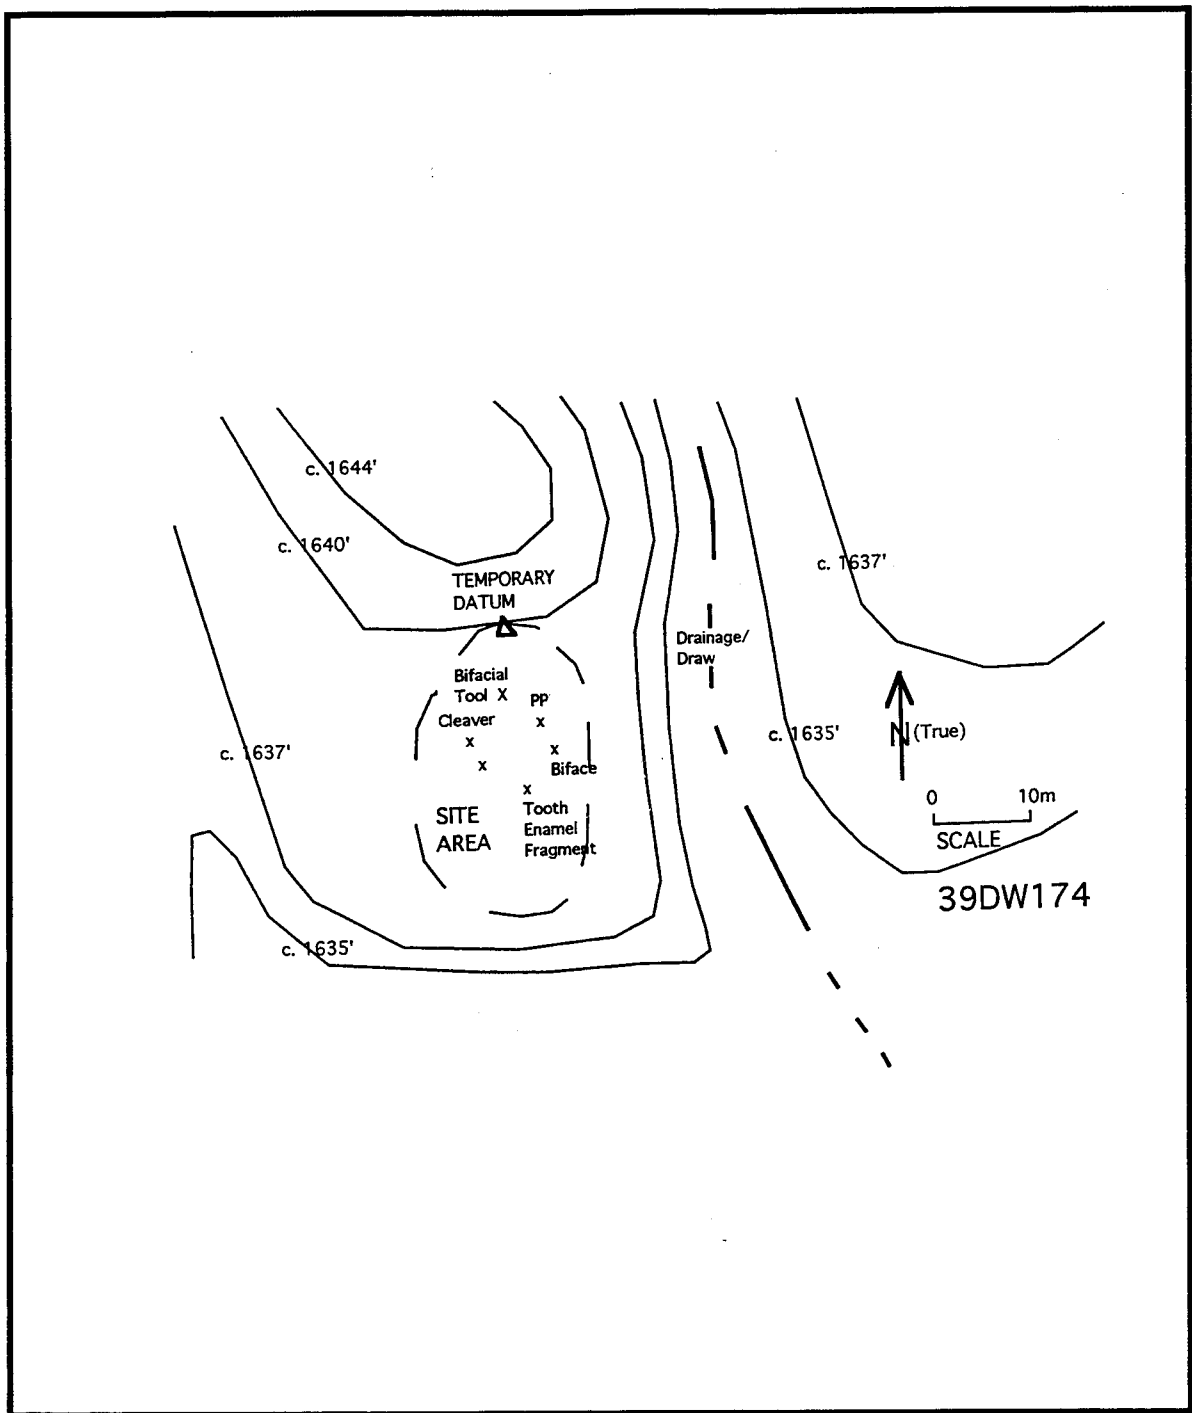 c. 1644'
c. 1640'
c. 1637'
TEMPORARY
DATUM
Drainage/
Draw
Bifacial
Tool X
PP
Cleaver
x
x
x
x
Biface
x
c. 1637'
c. 1635'
N (True)
SITE
AREA
Tooth
Enamel
Fragment
0 10m
SCALE
39DW174
c. 1635'